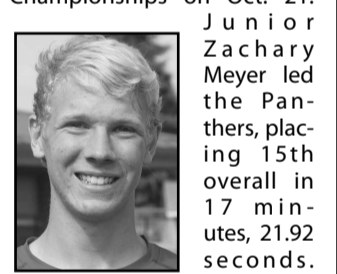 Championships on Oct. 21.
Junior
Zachary
Meyer led
the Pan-
thers, plac-
ing 15th
overall in
17 min-
utes, 21.92
seconds.